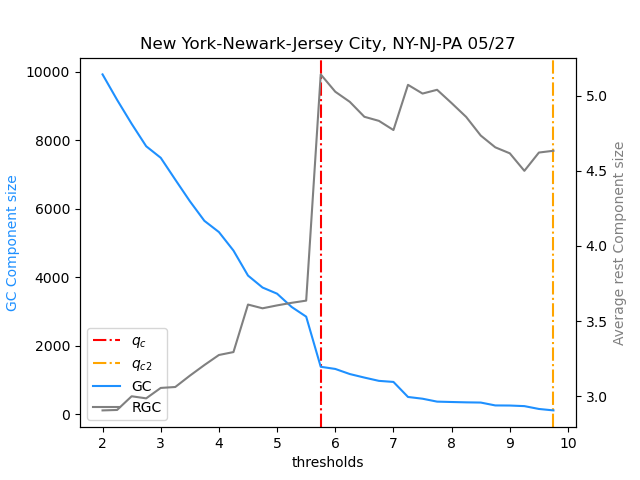 New York-Newark-Jersey City, NY-NJ-PA 05/27
10000
8000
6000
4000
2000
0
GC Component size
5.0
4.5
4.0
3.5
3.0
Average rest Component size
q_c
q_{c2}
GC
RGC
2 3 4 5 6 7 8 9 10
thresholds